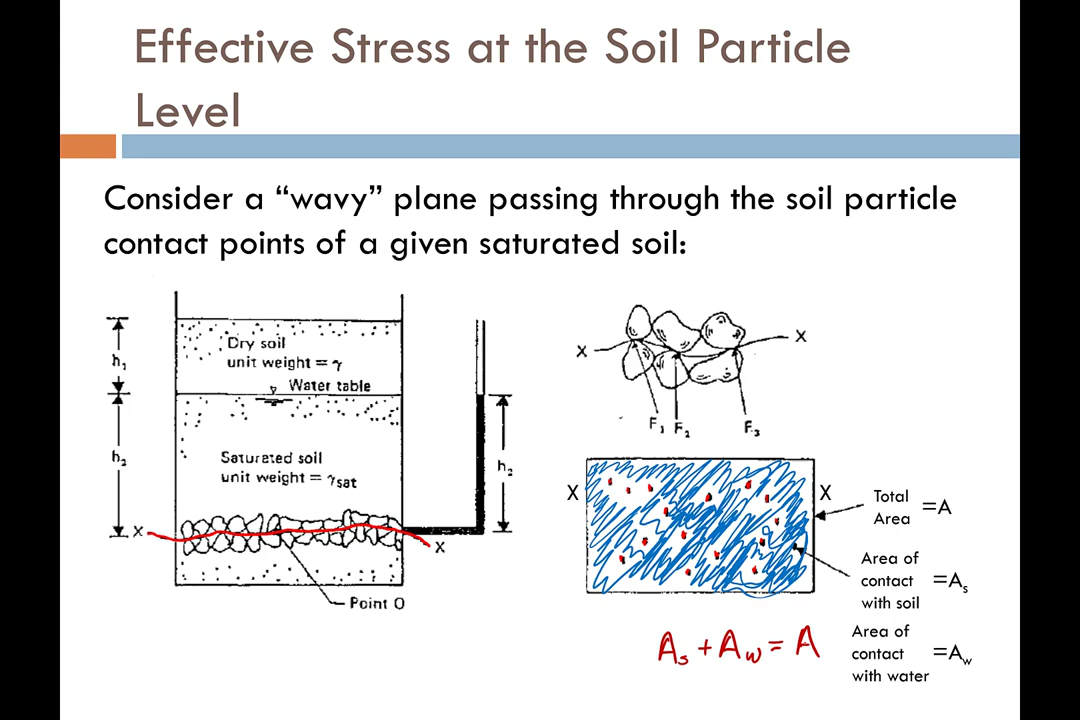 Effective Stress at the Soil Particle
Level
Consider a “wavy” plane passing through the soil particle
contact points of a given saturated soil:
h₁
Dry soil
unit weight = γ
Water table
h₂
Saturated soil
unit weight = γsat
h₂
X
X
Point O
X
X
F₁ F₂
F₃
X
X
Total
Area
=A
Area of
contact
with soil
=Aₛ
Area of
contact
with water
=A_w
Aₛ + A_w = A